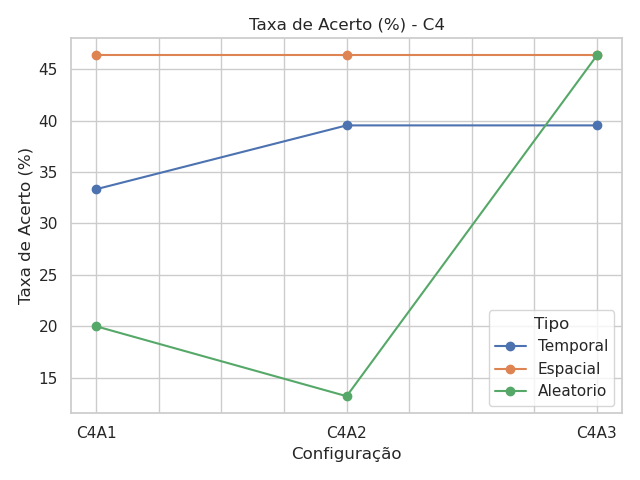 Taxa de Acerto (%) - C4
Taxa de Acerto (%)
45
40
35
30
25
20
15
C4A1
C4A2
C4A3
Configuração
Tipo
Temporal
Espacial
Aleatorio